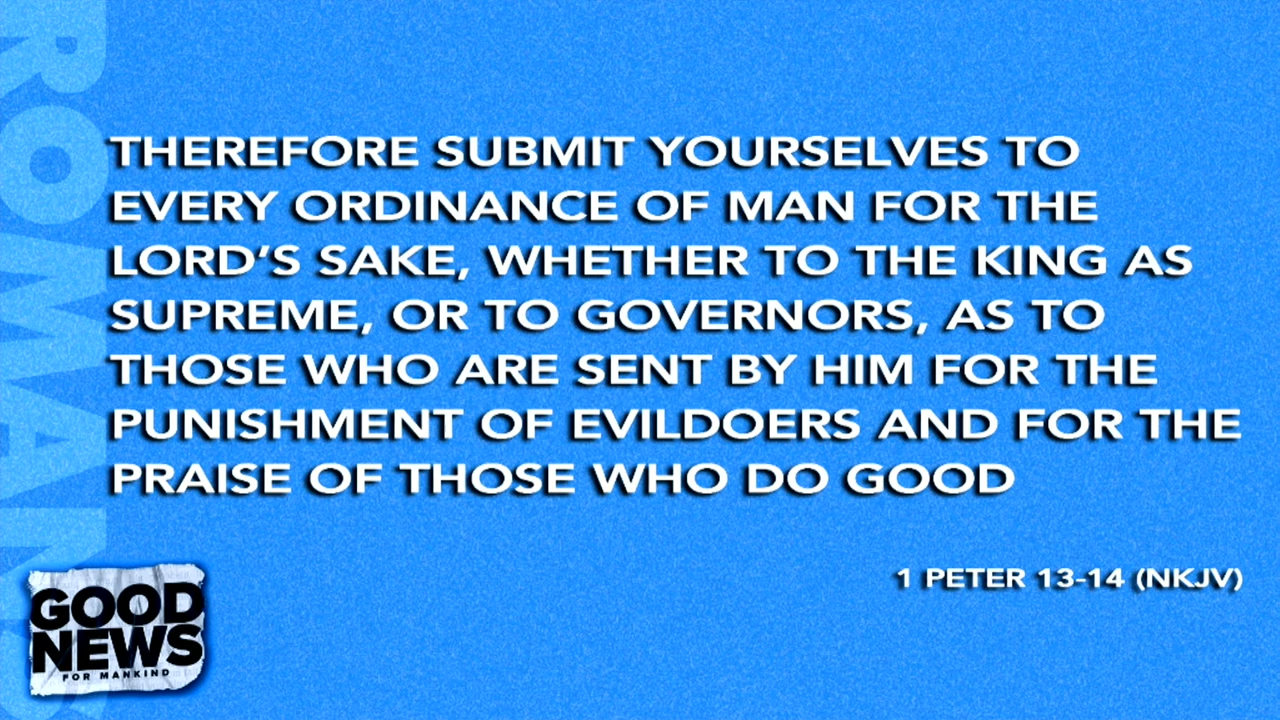 ROMANS
THEREFORE SUBMIT YOURSELVES TO
EVERY ORDINANCE OF MAN FOR THE
LORD’S SAKE, WHETHER TO THE KING AS
SUPREME, OR TO GOVERNORS, AS TO
THOSE WHO ARE SENT BY HIM FOR THE
PUNISHMENT OF EVILDOERS AND FOR THE
PRAISE OF THOSE WHO DO GOOD
1 PETER 13-14 (NKJV)
GOOD
NEWS
FOR MANKIND